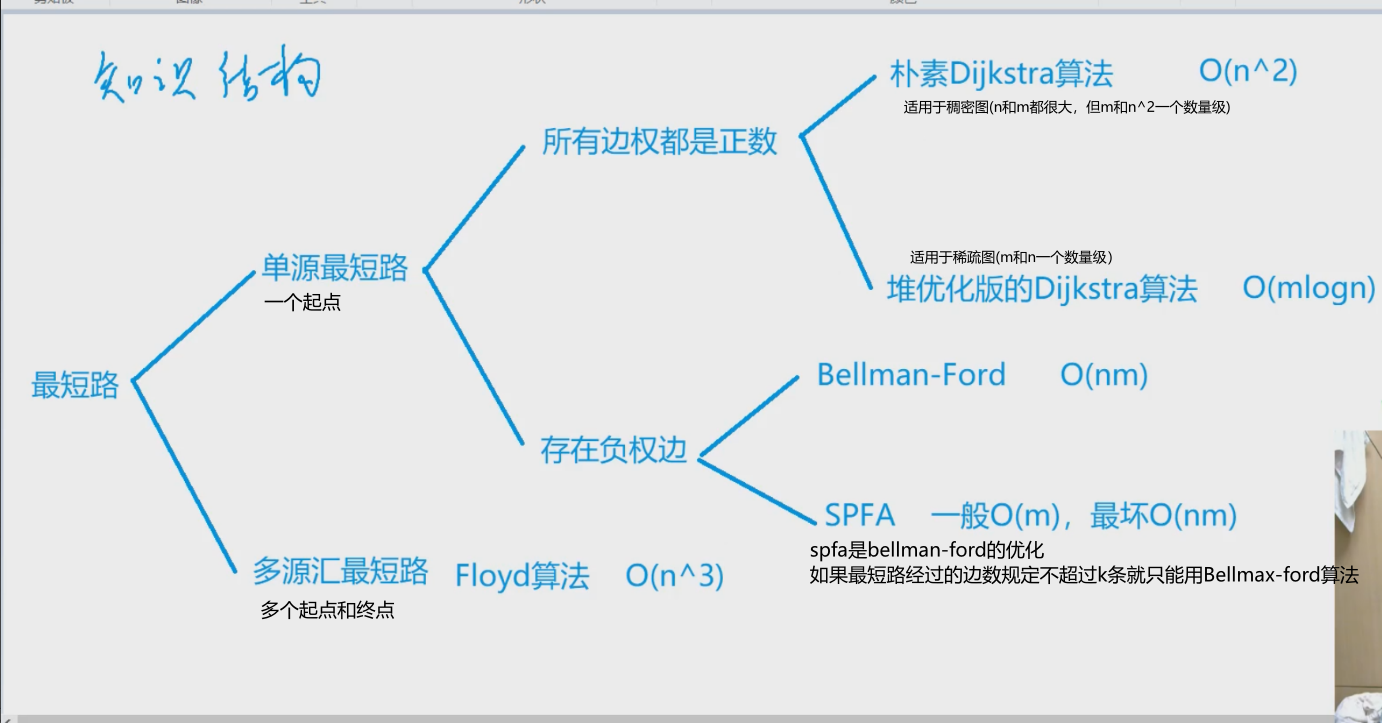 知识结构
朴素Dijkstra算法 O(n^2)
适用于稠密图(n和m都很大，但m和n^2一个数量级)
所有边权都是正数
适用于稀疏图(m和n一个数量级)
堆优化版的Dijkstra算法 O(mlogn)
单源最短路
一个起点
最短路
Bellman-Ford O(nm)
存在负权边
SPFA 一般O(m)，最坏O(nm)
spfa是bellman-ford的优化
如果最短路经过的边数规定不超过k条就只能用Bellmax-ford算法
多源汇最短路 Floyd算法 O(n^3)
多个起点和终点